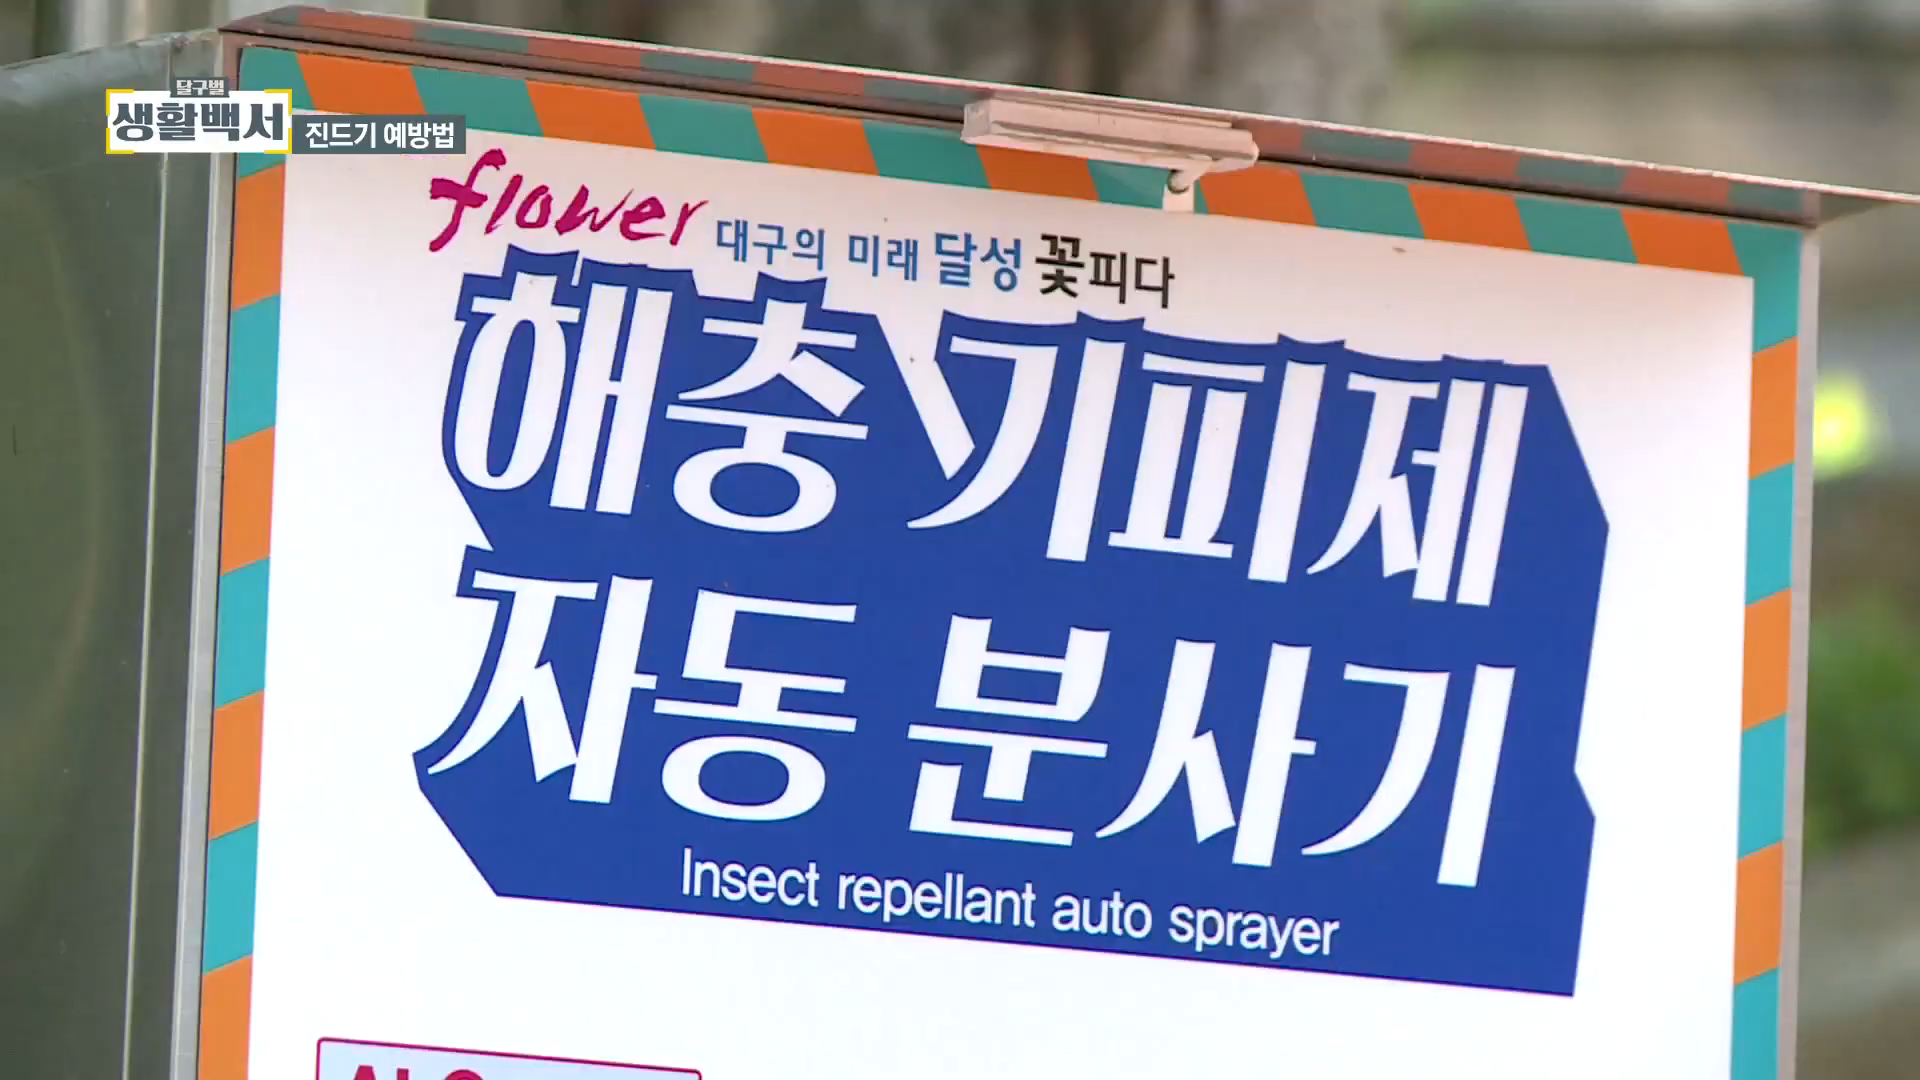 달구벌
생활백서 진드기 예방법
flower 대구의 미래 달성 꽃피다
해충 기피제
자동 분사기
Insect repellant auto sprayer